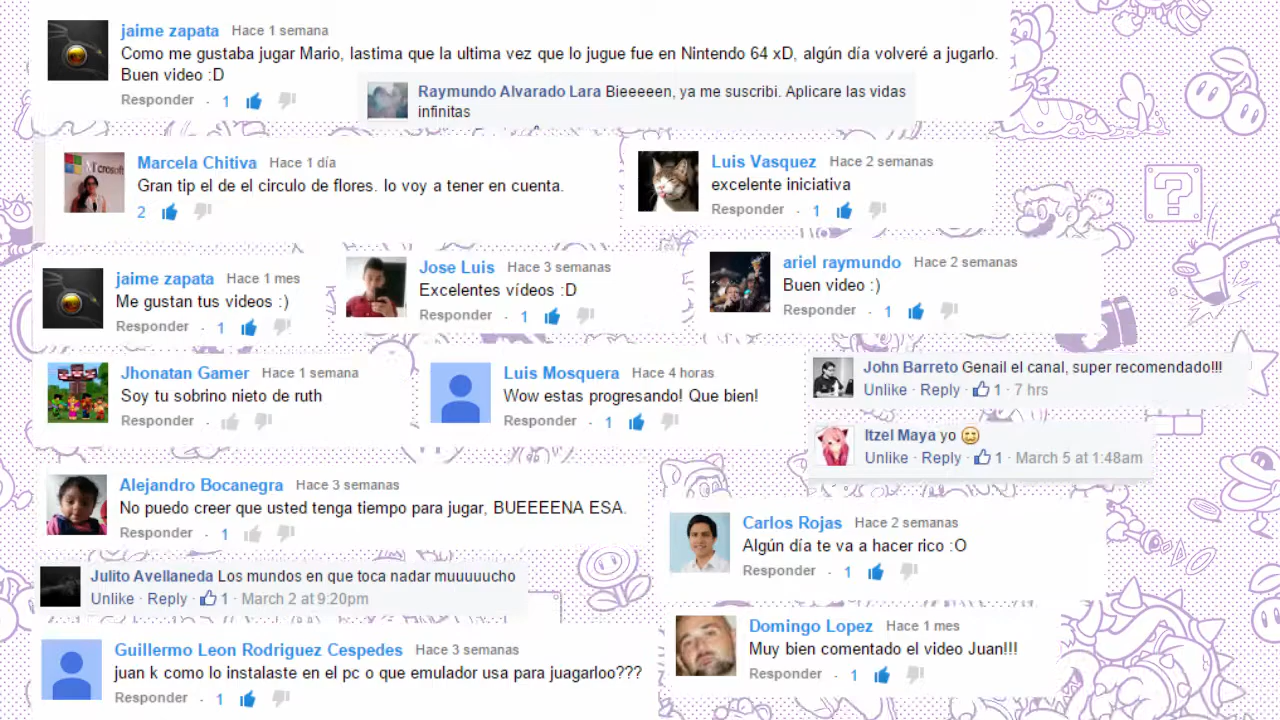 jaime zapata Hace 1 semana
Como me gustaba jugar Mario, lastima que la ultima vez que lo jugue fue en Nintendo 64 xD, algún día volveré a jugarlo.
Buen video :D
Responder · 1
Raymundo Alvarado Lara Bieeeeen, ya me suscribi. Aplicare las vidas
infinitas
Marcela Chitiva Hace 1 día
Gran tip el de el circulo de flores. lo voy a tener en cuenta.
2
Microsoft
Luis Vasquez Hace 2 semanas
excelente iniciativa
Responder · 1
jaime zapata Hace 1 mes
Me gustan tus videos :)
Responder · 1
Jose Luis Hace 3 semanas
Excelentes vídeos :D
Responder · 1
ariel raymundo Hace 2 semanas
Buen video :)
Responder · 1
Jhonatan Gamer Hace 1 semana
Soy tu sobrino nieto de ruth
Responder ·
Luis Mosquera Hace 4 horas
Wow estas progresando! Que bien!
Responder · 1
John Barreto Genail el canal, super recomendado!!!
Unlike · Reply · 1 · 7 hrs
Itzel Maya yo 😊
Unlike · Reply · 1 · March 5 at 1:48am
Alejandro Bocanegra Hace 3 semanas
No puedo creer que usted tenga tiempo para jugar, BUEEEENA ESA.
Responder · 1
Carlos Rojas Hace 2 semanas
Algún día te va a hacer rico :O
Responder · 1
Julito Avellaneda Los mundos en que toca nadar muuuuucho
Unlike · Reply · 1 · March 2 at 9:20pm
Guillermo Leon Rodriguez Cespedes Hace 3 semanas
juan k como lo instalaste en el pc o que emulador usa para juagarloo???
Responder · 1
Domingo Lopez Hace 1 mes
Muy bien comentado el video Juan!!!
Responder · 1